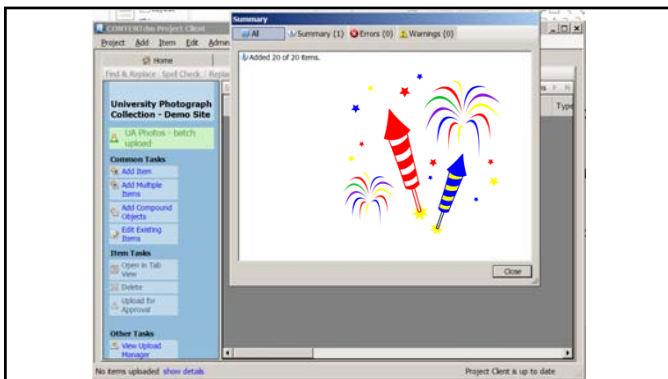 Summary
All Summary (1) Errors (0) Warnings (0)
Added 20 of 20 items.
Close
CONTENTdm Project Client
Project Add Item Edit Admin
Home
Find & Replace Spell Check
Type
University Photograph
Collection - Demo Site
UA Photos - batch
upload
Common Tasks
Add Item
Add Multiple
Items
Add Compound
Objects
Edit Existing
Items
Item Tasks
Open in Tab
View
Delete
Upload for
Approval
Other Tasks
View Upload
Manager
No items uploaded show details
Project Client is up to date